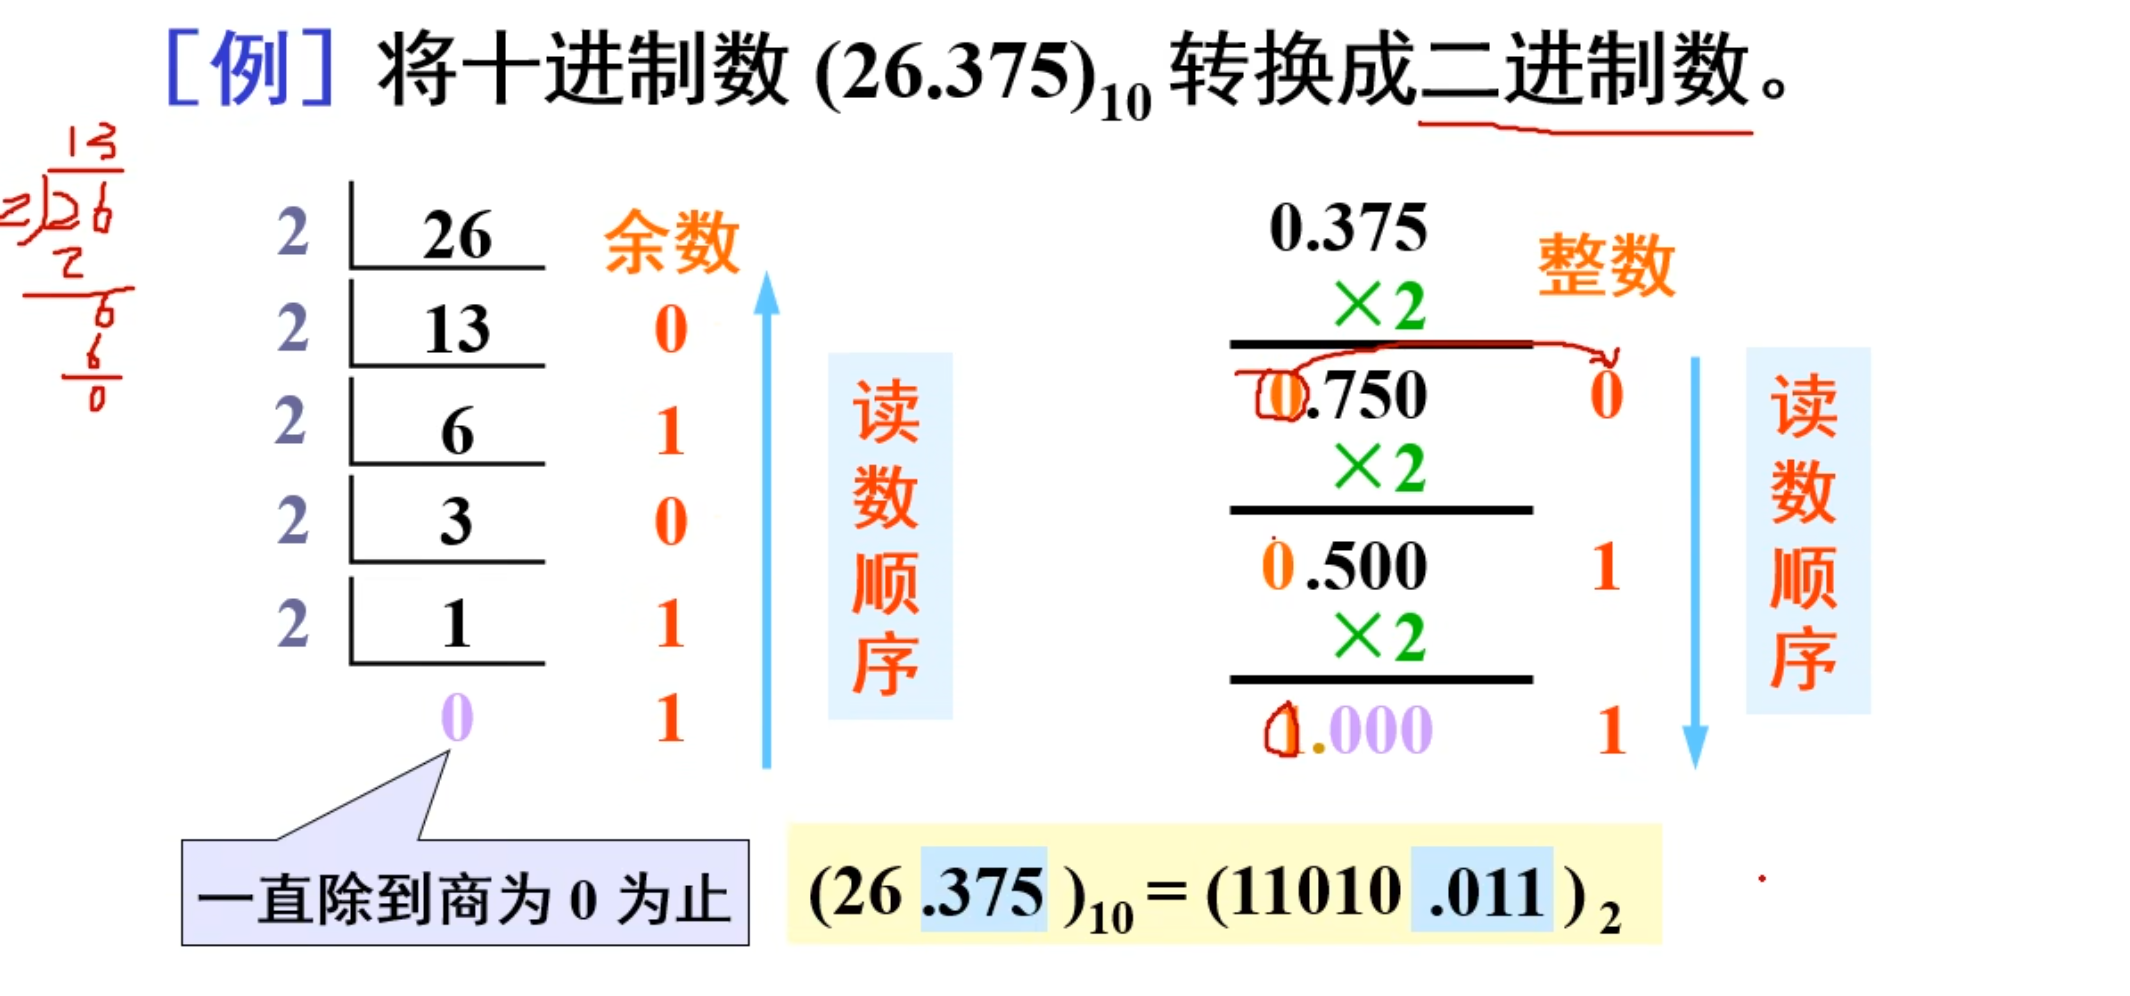 ［例］将十进制数 (26.375)10 转换成二进制数。
13
2)26
2
6
6
0
2 26 余数
2 13 0
2 6 1
2 3 0
2 1 1
0 1
读数顺序
一直除到商为 0 为止
0.375 整数
×2
0.750 0
×2
0.500 1
×2
1.000 1
读数顺序
(26 .375 )10 = (11010 .011 ) 2